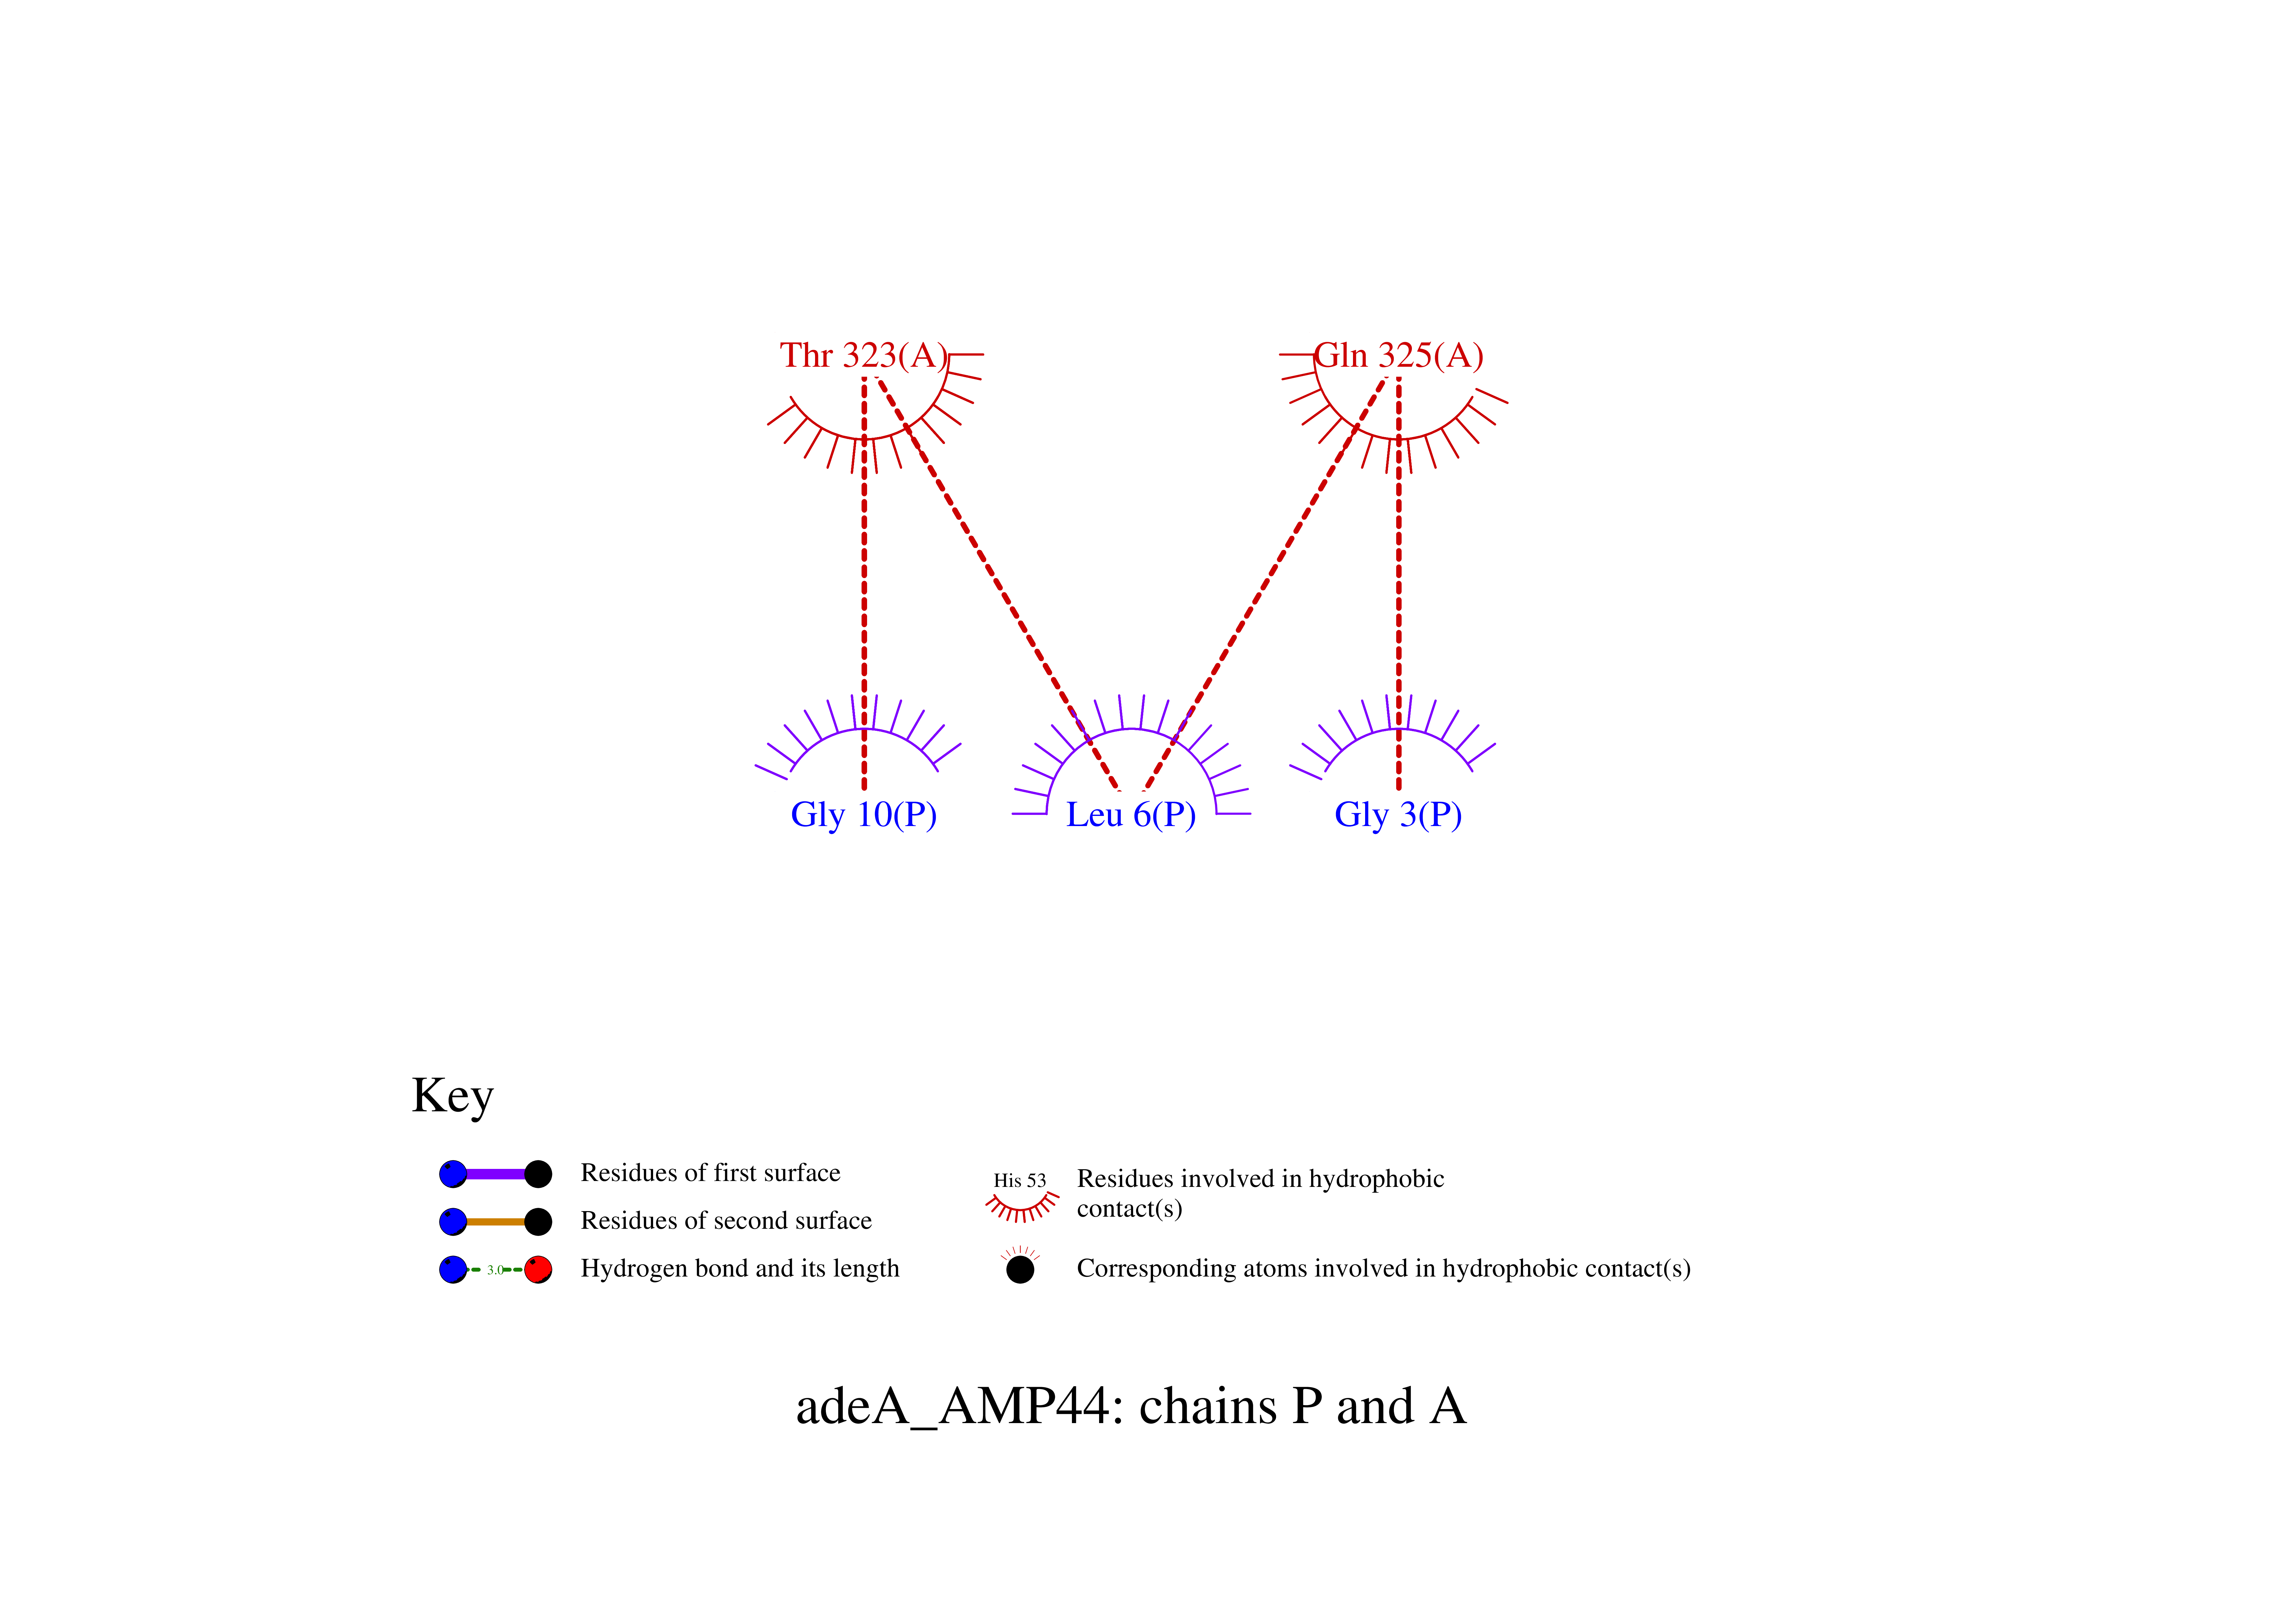 Thr 323(A) Gln 325(A)
Gly 10(P) Leu 6(P) Gly 3(P)
Key
Residues of first surface
Residues of second surface
3.0 Hydrogen bond and its length
His 53 Residues involved in hydrophobic
contact(s)
Corresponding atoms involved in hydrophobic contact(s)
adeA_AMP44: chains P and A